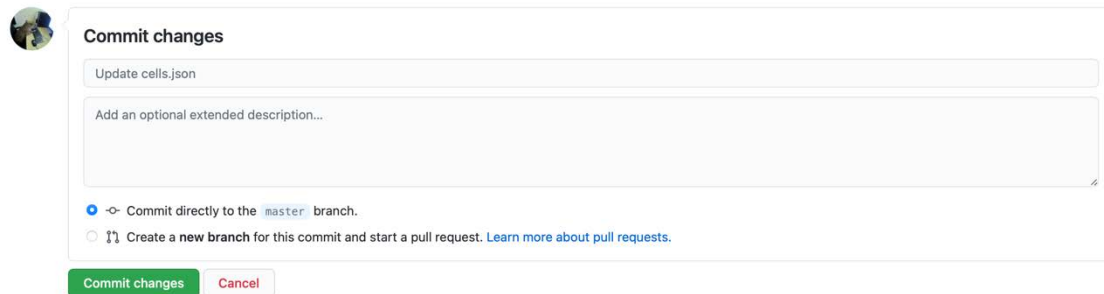 Commit changes
Update cells.json
Add an optional extended description...
Commit directly to the master branch.
Create a new branch for this commit and start a pull request. Learn more about pull requests.
Commit changes
Cancel